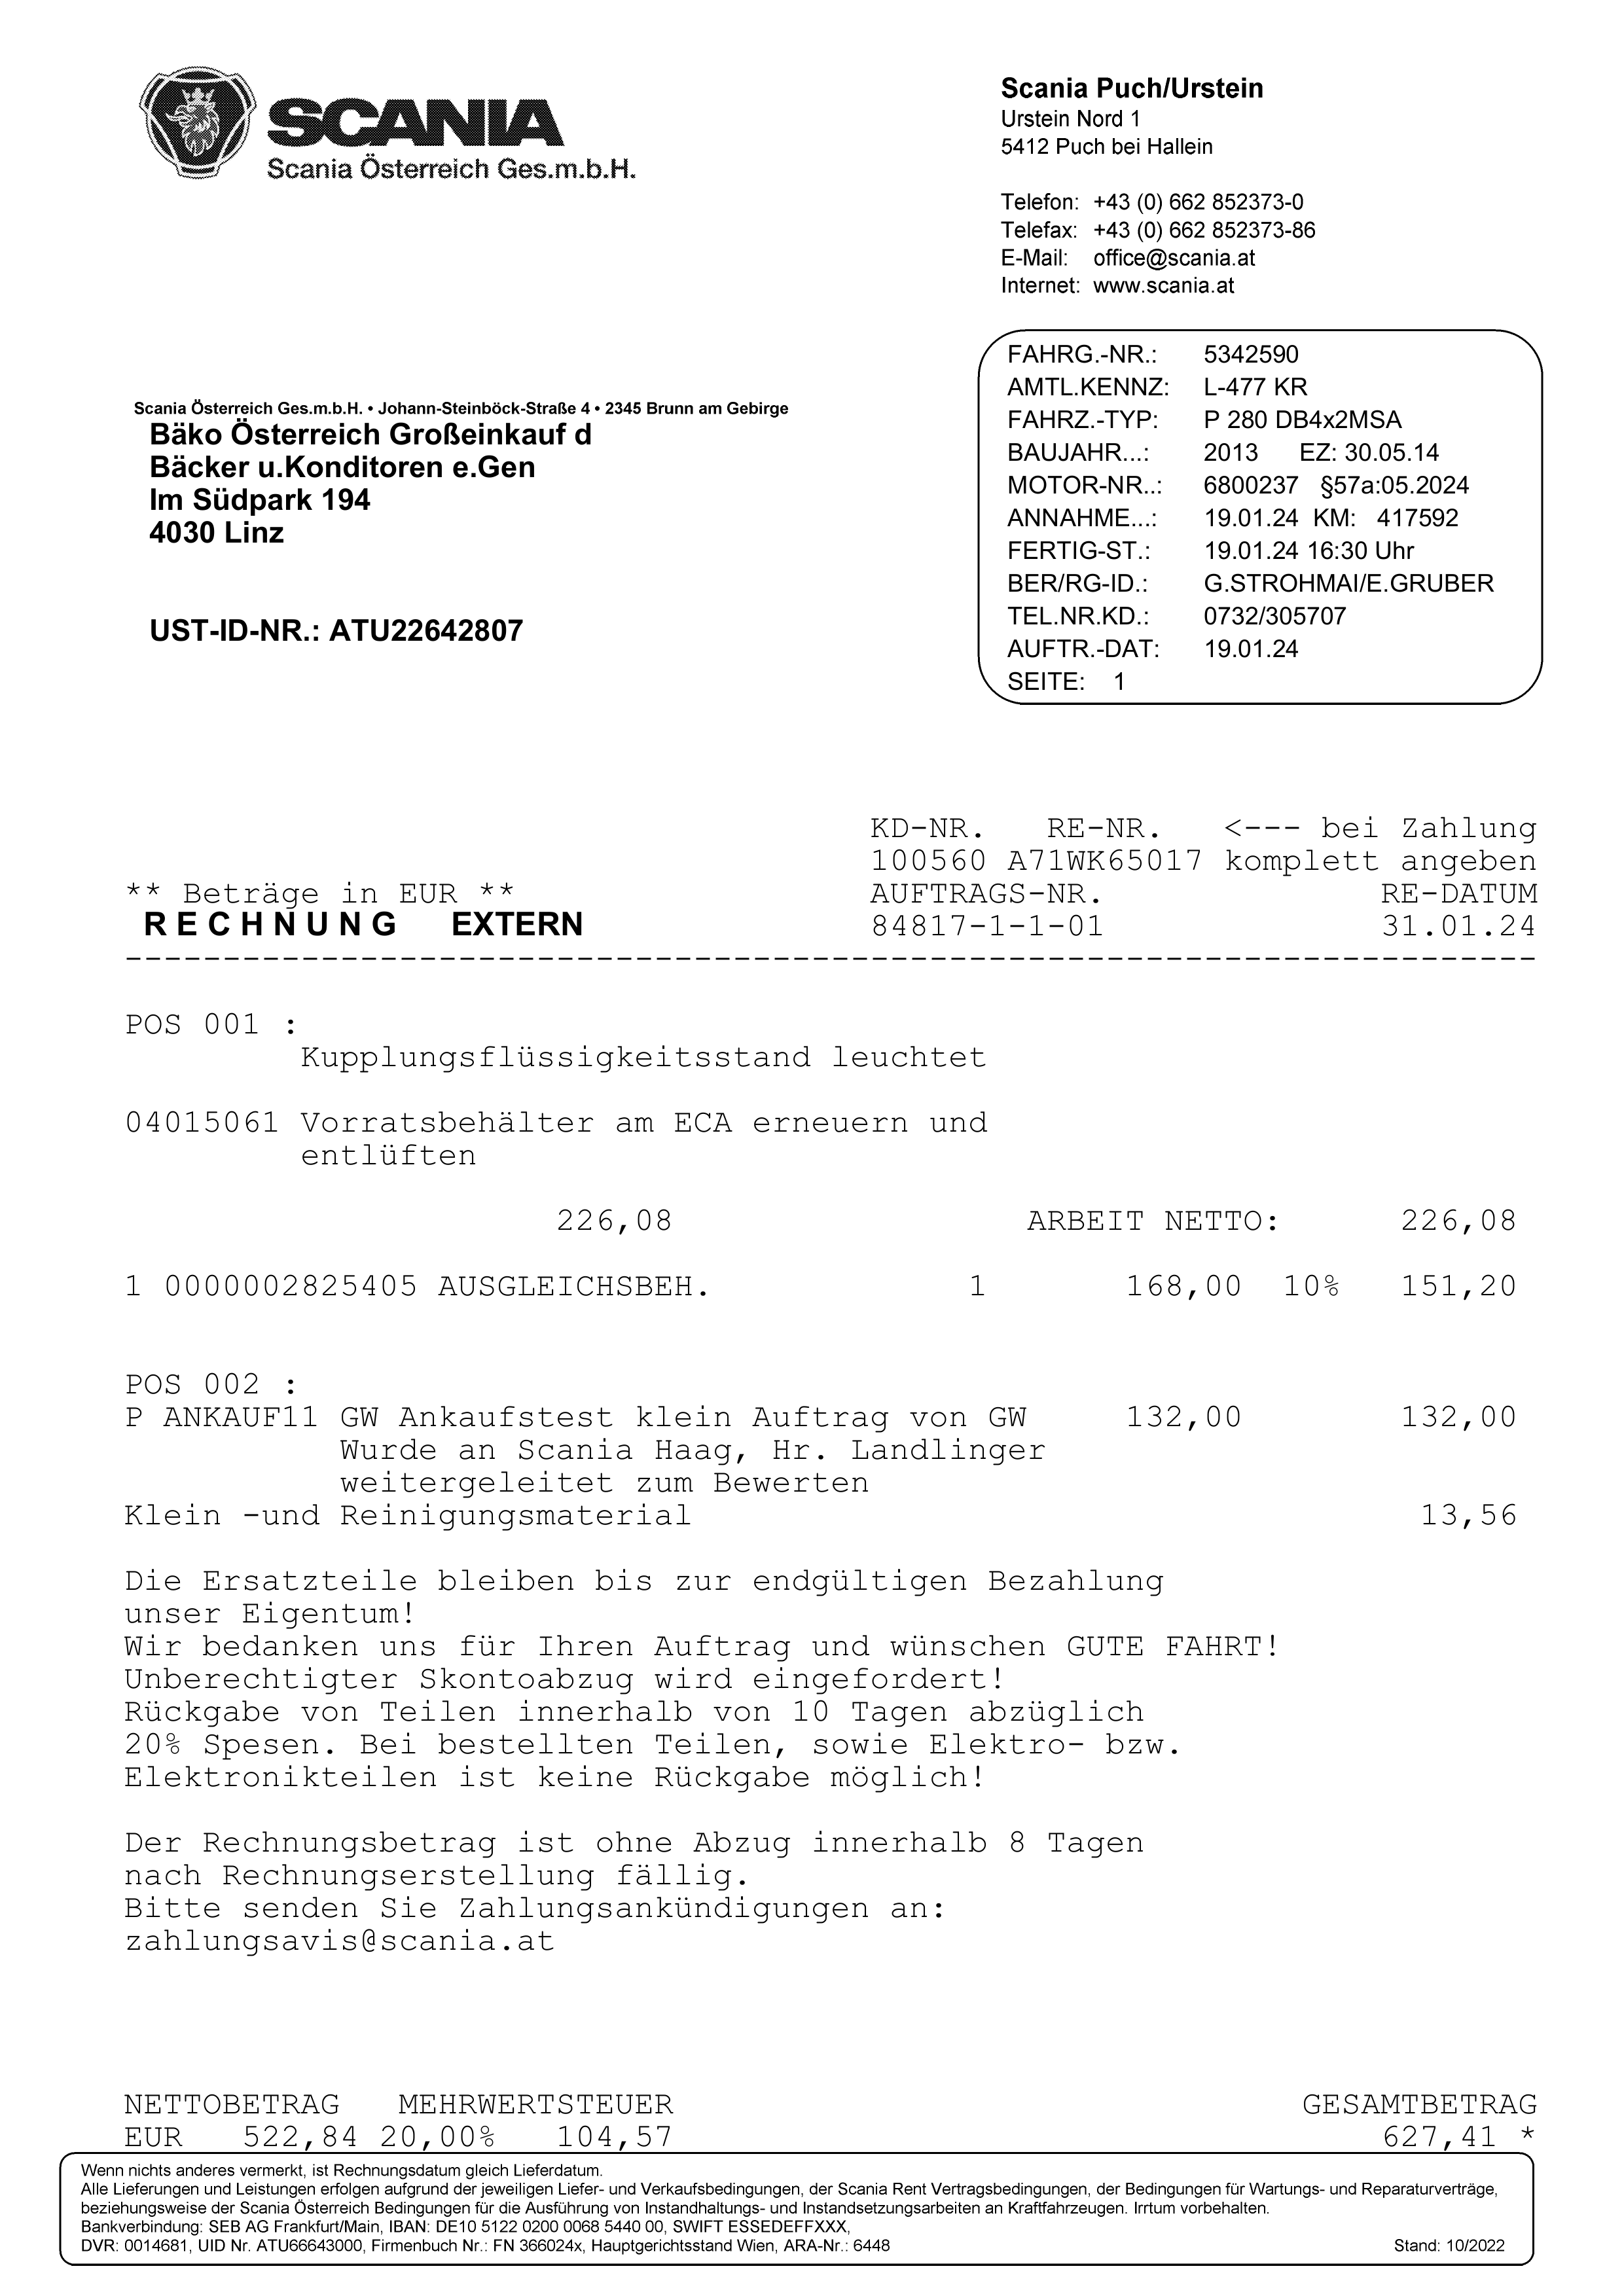 SCANIA
Scania Österreich Ges.m.b.H.
Scania Puch/Urstein
Urstein Nord 1
5412 Puch bei Hallein
Telefon: +43 (0) 662 852373-0
Telefax: +43 (0) 662 852373-86
E-Mail: office@scania.at
Internet: www.scania.at
Scania Österreich Ges.m.b.H. • Johann-Steinböck-Straße 4 • 2345 Brunn am Gebirge
Bäko Österreich Großeinkauf d
Bäcker u.Konditoren e.Gen
Im Südpark 194
4030 Linz
UST-ID-NR.: ATU22642807
FAHRG.-NR.: 5342590
AMTL.KENNZ: L-477 KR
FAHRZ.-TYP: P 280 DB4x2MSA
BAUJAHR...: 2013 EZ: 30.05.14
MOTOR-NR..: 6800237 §57a:05.2024
ANNAHME...: 19.01.24 KM: 417592
FERTIG-ST.: 19.01.24 16:30 Uhr
BER/RG-ID.: G.STROHMAI/E.GRUBER
TEL.NR.KD.: 0732/305707
AUFTR.-DAT: 19.01.24
SEITE: 1
KD-NR. RE-NR. <--- bei Zahlung
100560 A71WK65017 komplett angeben
** Beträge in EUR ** AUFTRAGS-NR. RE-DATUM
RECHNUNG EXTERN 84817-1-1-01 31.01.24
------------------------------------------------------------------------
POS 001 :
Kupplungsflüssigkeitsstand leuchtet
04015061 Vorratsbehälter am ECA erneuern und
entlüften
226,08 ARBEIT NETTO: 226,08
1 0000002825405 AUSGLEICHSBEH. 1 168,00 10% 151,20
POS 002 :
P ANKAUF11 GW Ankaufstest klein Auftrag von GW 132,00 132,00
Wurde an Scania Haag, Hr. Landlinger
weitergeleitet zum Bewerten
Klein -und Reinigungsmaterial 13,56
Die Ersatzteile bleiben bis zur endgültigen Bezahlung
unser Eigentum!
Wir bedanken uns für Ihren Auftrag und wünschen GUTE FAHRT!
Unberechtigter Skontoabzug wird eingefordert!
Rückgabe von Teilen innerhalb von 10 Tagen abzüglich
20% Spesen. Bei bestellten Teilen, sowie Elektro- bzw.
Elektronikteilen ist keine Rückgabe möglich!
Der Rechnungsbetrag ist ohne Abzug innerhalb 8 Tagen
nach Rechnungserstellung fällig.
Bitte senden Sie Zahlungsankündigungen an:
zahlungsavis@scania.at
NETTOBETRAG MEHRWERTSTEUER GESAMTBETRAG
EUR 522,84 20,00% 104,57 627,41 *
Wenn nichts anderes vermerkt, ist Rechnungsdatum gleich Lieferdatum.
Alle Lieferungen und Leistungen erfolgen aufgrund der jeweiligen Liefer- und Verkaufsbedingungen, der Scania Rent Vertragsbedingungen, der Bedingungen für Wartungs- und Reparaturverträge,
beziehungsweise der Scania Österreich Bedingungen für die Ausführung von Instandhaltungs- und Instandsetzungsarbeiten an Kraftfahrzeugen. Irrtum vorbehalten.
Bankverbindung: SEB AG Frankfurt/Main, IBAN: DE10 5122 0200 0068 5440 00, SWIFT ESSEDEFFXXX,
DVR: 0014681, UID Nr. ATU66643000, Firmenbuch Nr.: FN 366024x, Hauptgerichtsstand Wien, ARA-Nr.: 6448 Stand: 10/2022